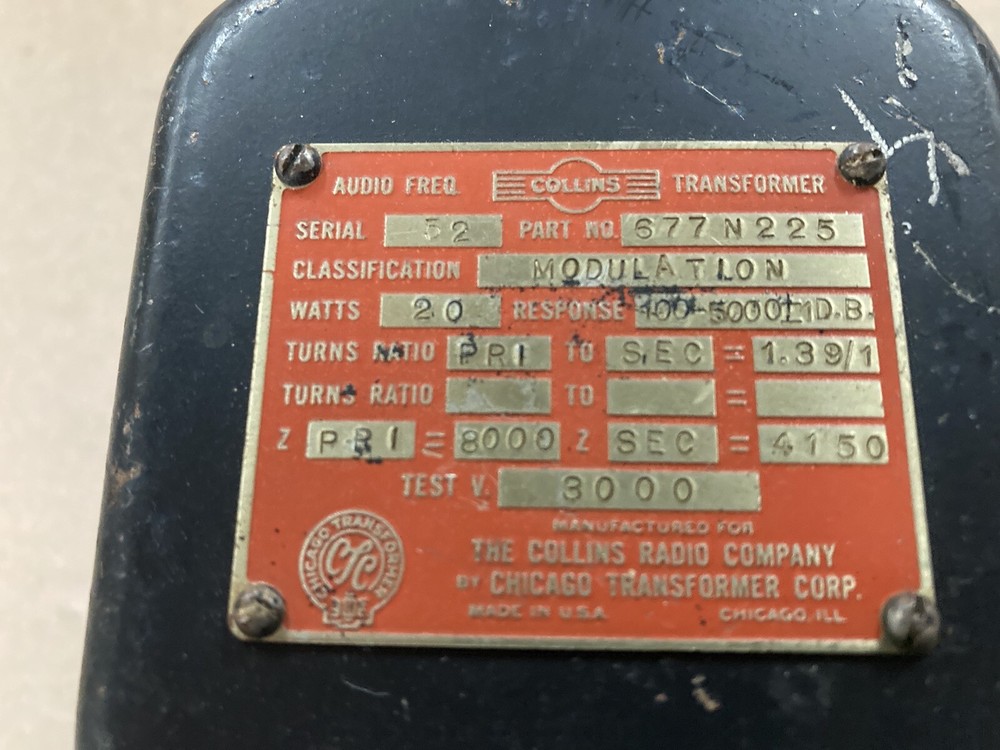 AUDIO FREQ. COLLINS TRANSFORMER
SERIAL 52 PART NO. 677N225
CLASSIFICATION MODULATION
WATTS 20 RESPONSE 100-5000±1D.B.
TURNS RATIO PRI TO SEC = 1.39/1
TURNS RATIO TO =
Z PRI = 8000 Z SEC = 4150
TEST V. 3000
MANUFACTURED FOR
THE COLLINS RADIO COMPANY
BY CHICAGO TRANSFORMER CORP.
MADE IN U.S.A. CHICAGO, ILL.
CHICAGO TRANSFORMER
CTC